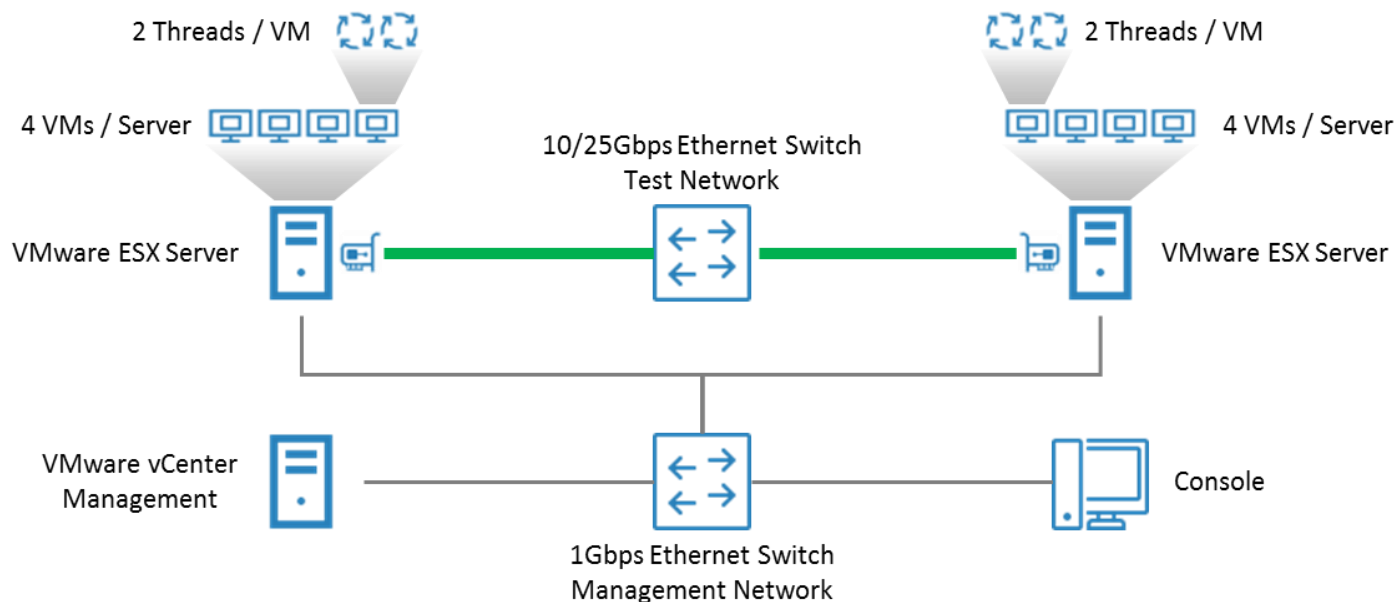 2 Threads / VM
2 Threads / VM
4 VMs / Server
4 VMs / Server
10/25Gbps Ethernet Switch
Test Network
VMware ESX Server
VMware ESX Server
VMware vCenter
Management
Console
1Gbps Ethernet Switch
Management Network